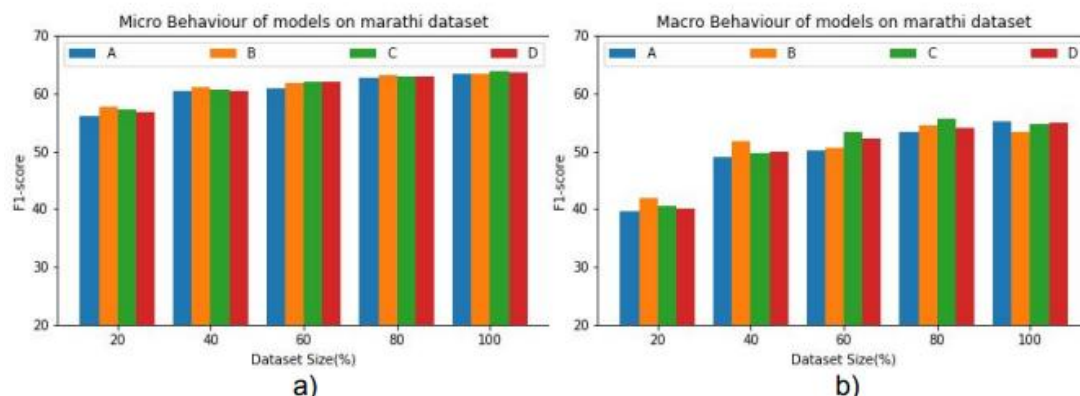 Micro Behaviour of models on marathi dataset
A B C D
70
60
50
40
30
20
F1-score
20 40 60 80 100
Dataset Size(%)
a)
Macro Behaviour of models on marathi dataset
A B C D
70
60
50
40
30
20
F1-score
20 40 60 80 100
Dataset Size(%)
b)